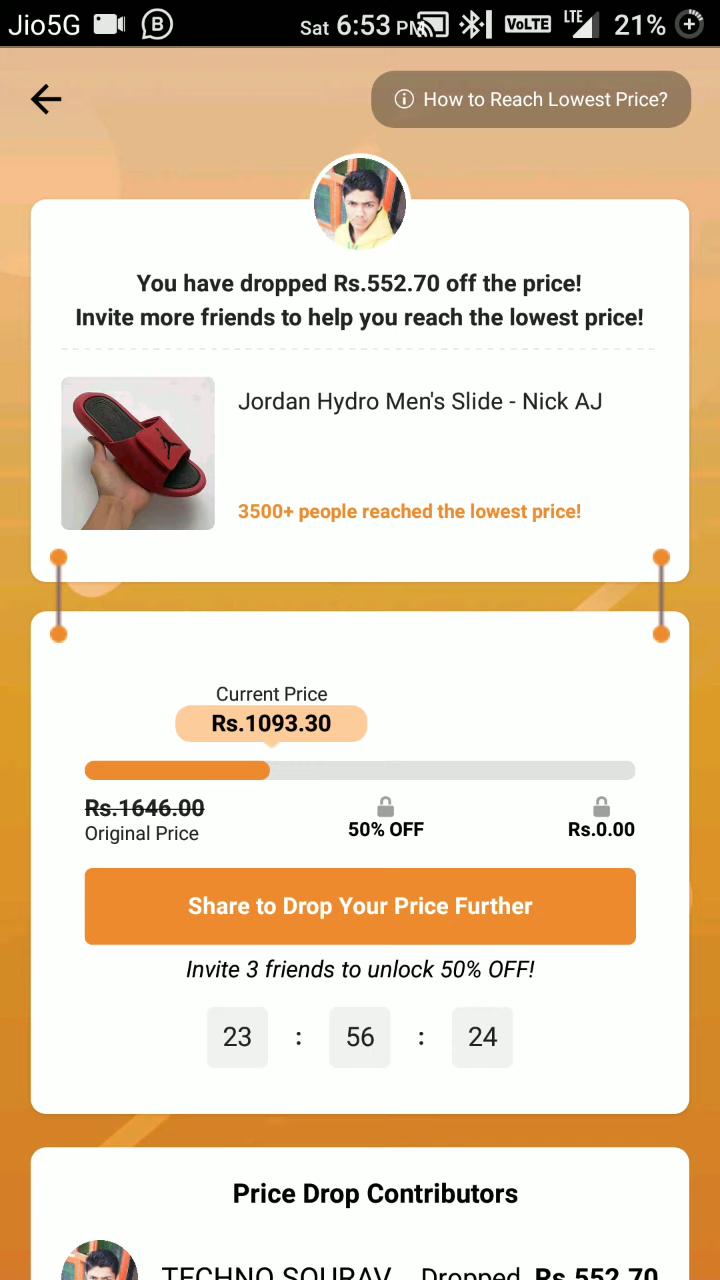 Jio5G
B
Sat 6:53 PM
VoLTE
LTE
21%
How to Reach Lowest Price?
You have dropped Rs.552.70 off the price!
Invite more friends to help you reach the lowest price!
Jordan Hydro Men's Slide - Nick AJ
3500+ people reached the lowest price!
Current Price
Rs.1093.30
Rs.1646.00
Original Price
50% OFF
Rs.0.00
Share to Drop Your Price Further
Invite 3 friends to unlock 50% OFF!
23 : 56 : 24
Price Drop Contributors
TECHNO SOURAV Dropped Rs.552.70